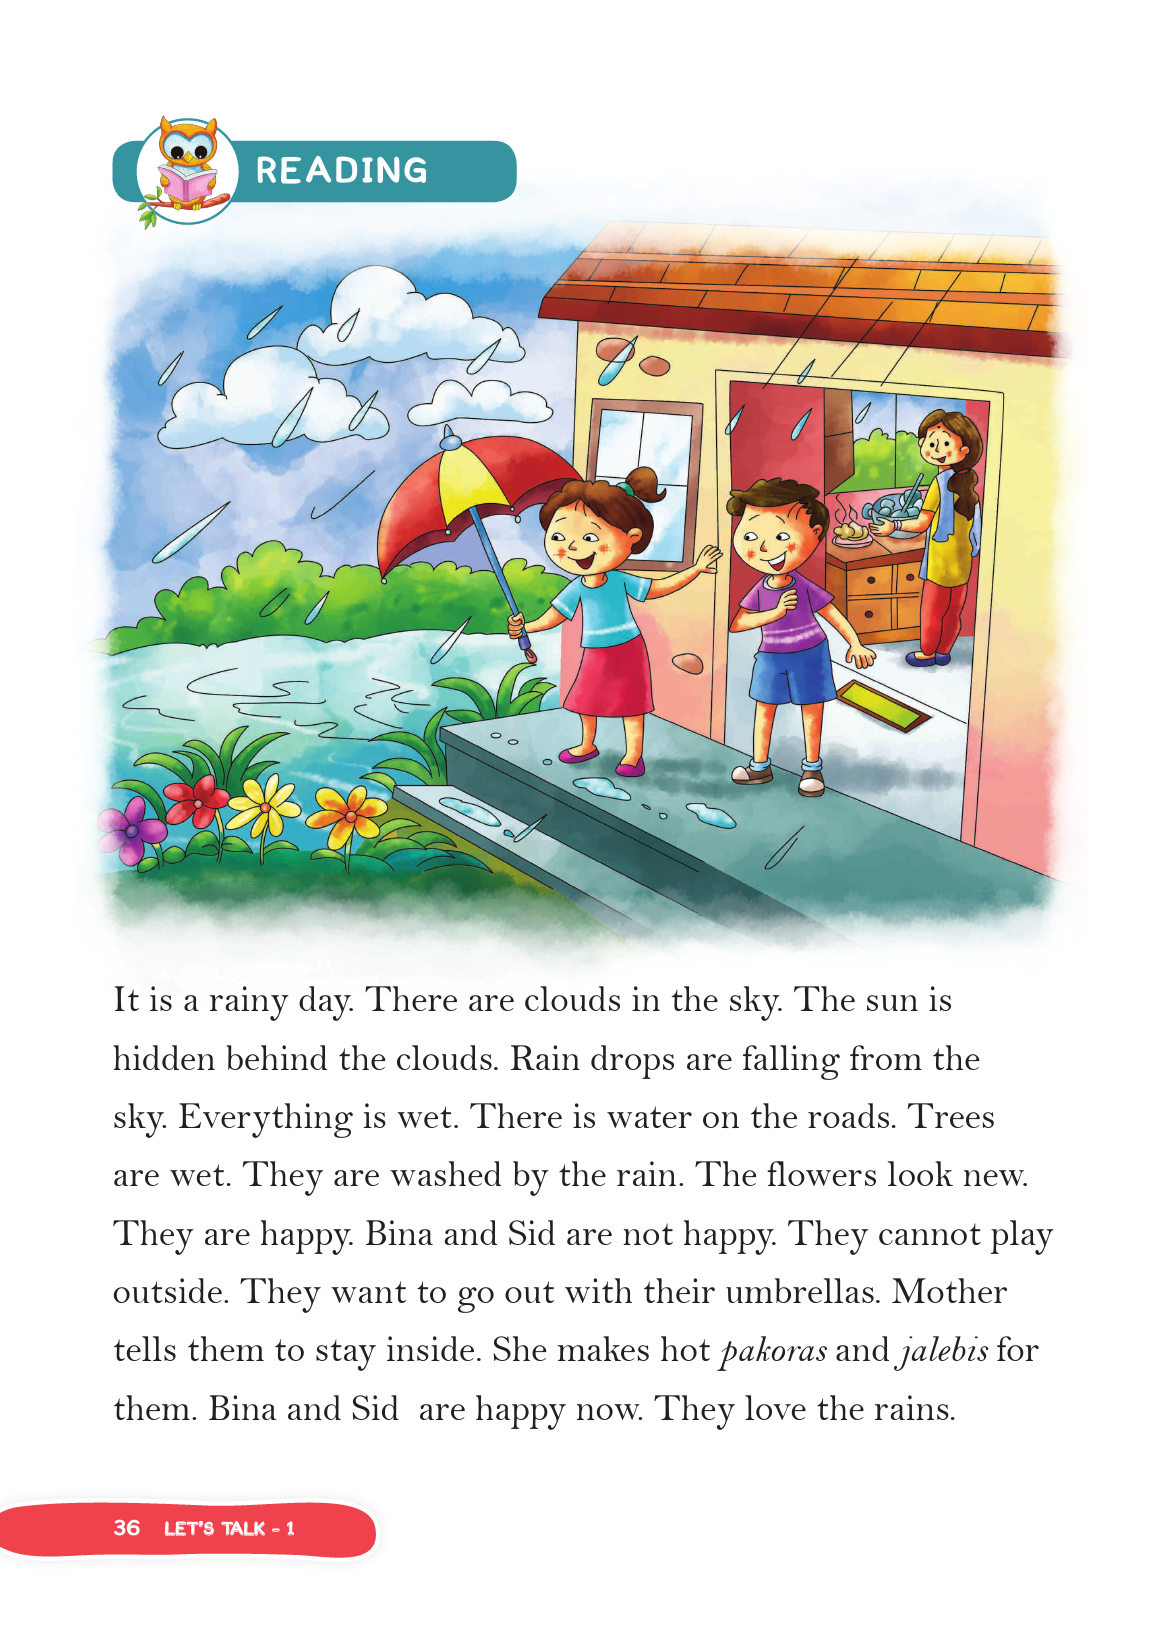 READING
It is a rainy day. There are clouds in the sky. The sun is
hidden behind the clouds. Rain drops are falling from the
sky. Everything is wet. There is water on the roads. Trees
are wet. They are washed by the rain. The flowers look new.
They are happy. Bina and Sid are not happy. They cannot play
outside. They want to go out with their umbrellas. Mother
tells them to stay inside. She makes hot pakoras and jalebis for
them. Bina and Sid  are happy now. They love the rains.
36 LET'S TALK - 1